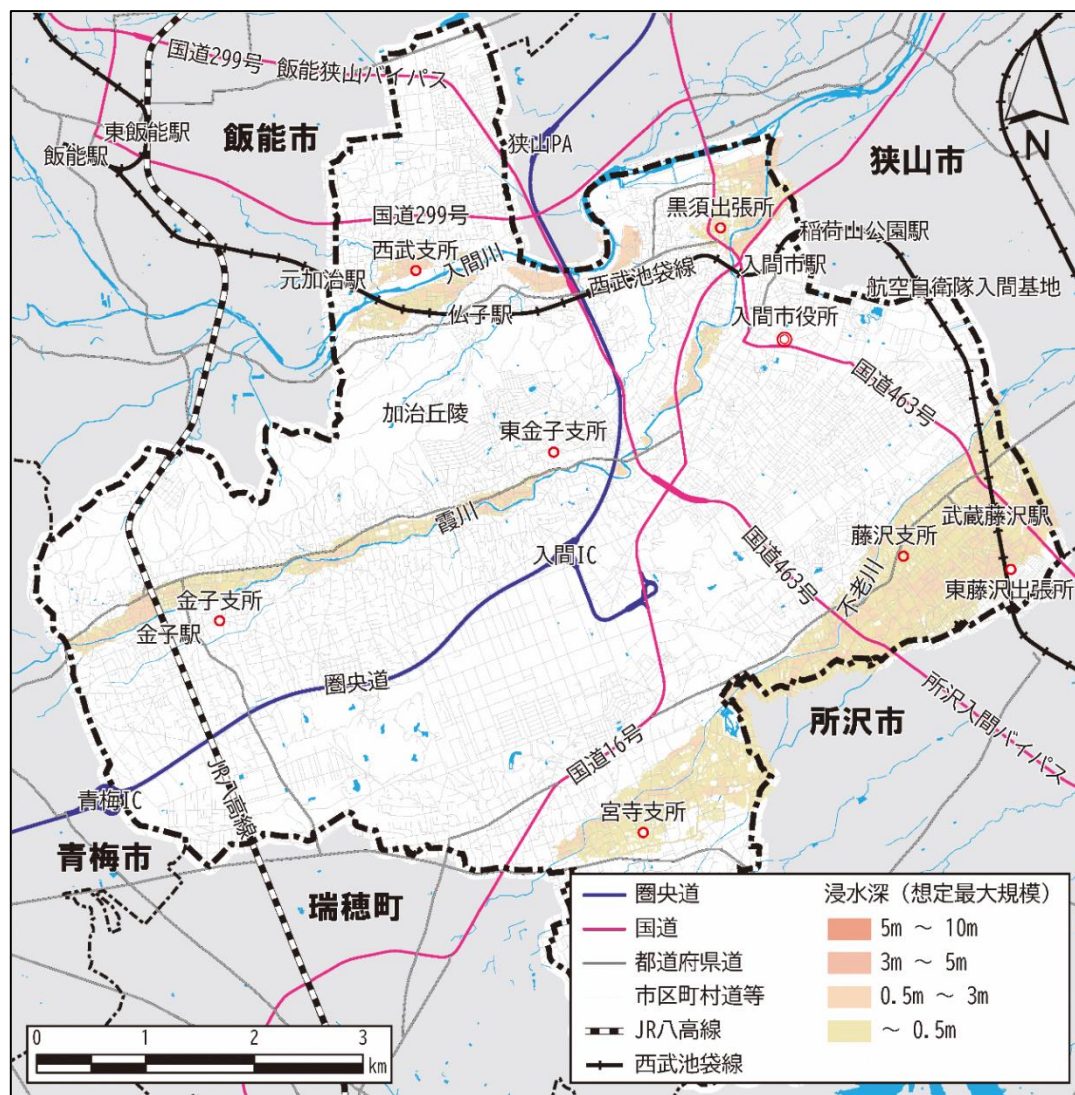 国道299号 飯能狭山バイパス
東飯能駅
飯能駅
飯能市
狭山PA
狭山市
N
国道299号
黒須出張所
稲荷山公園駅
西武支所
入間川
元加治駅
西武池袋線
入間市駅
航空自衛隊入間基地
仏子駅
入間市役所
国道463号
加治丘陵
東金子支所
霞川
武蔵藤沢駅
藤沢支所
入間IC
国道463号
不老川
東藤沢出張所
金子支所
金子駅
圏央道
所沢市
所沢入間バイパス
国道16号
JR八高線
青梅IC
宮寺支所
青梅市
瑞穂町
圏央道
国道
都道府県道
市区町村道等
JR八高線
西武池袋線
浸水深（想定最大規模）
5m ～ 10m
3m ～ 5m
0.5m ～ 3m
～ 0.5m
0 1 2 3
km